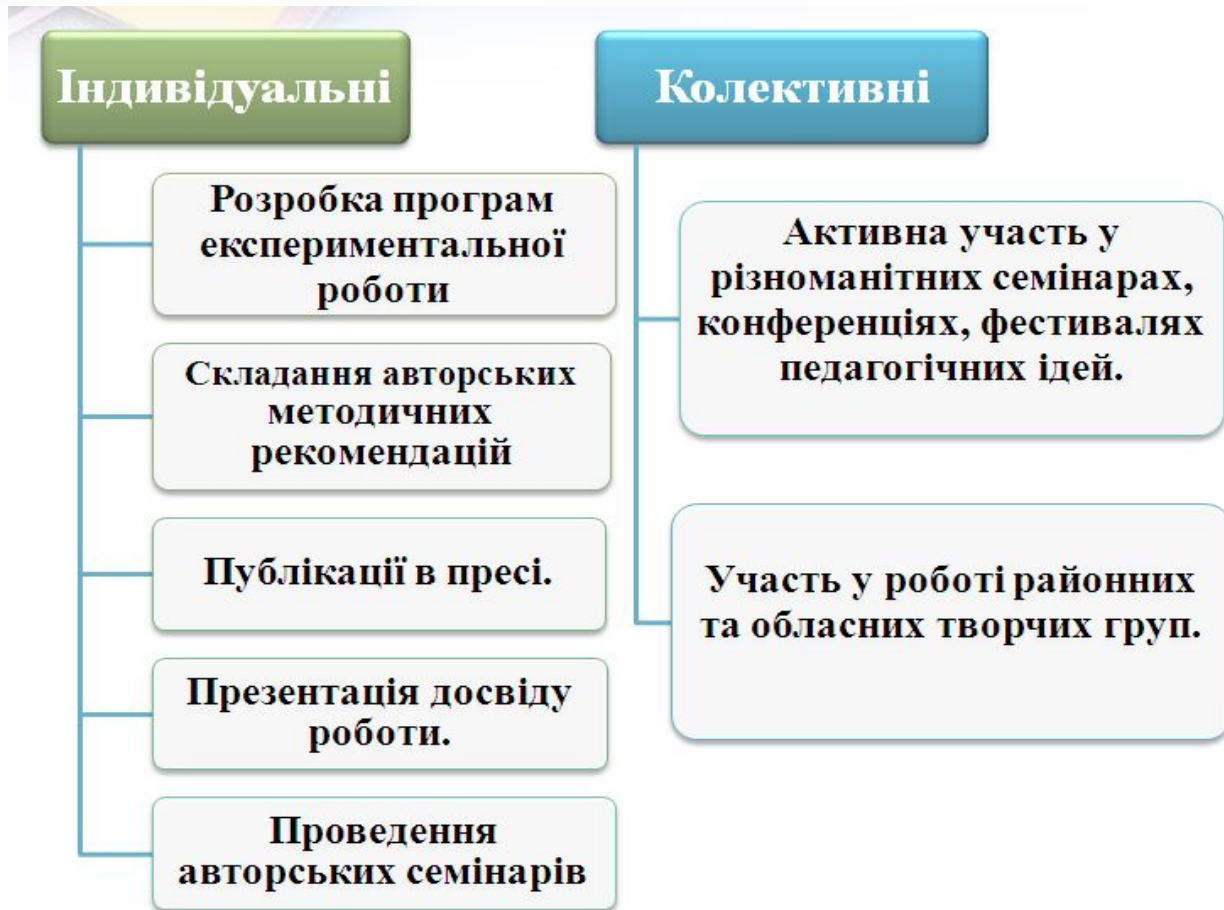 Індивідуальні
Розробка програм
експериментальної
роботи
Складання авторських
методичних
рекомендацій
Публікації в пресі.
Презентація досвіду
роботи.
Проведення
авторських семінарів
Колективні
Активна участь у
різноманітних семінарах,
конференціях, фестивалях
педагогічних ідей.
Участь у роботі районних
та обласних творчих груп.